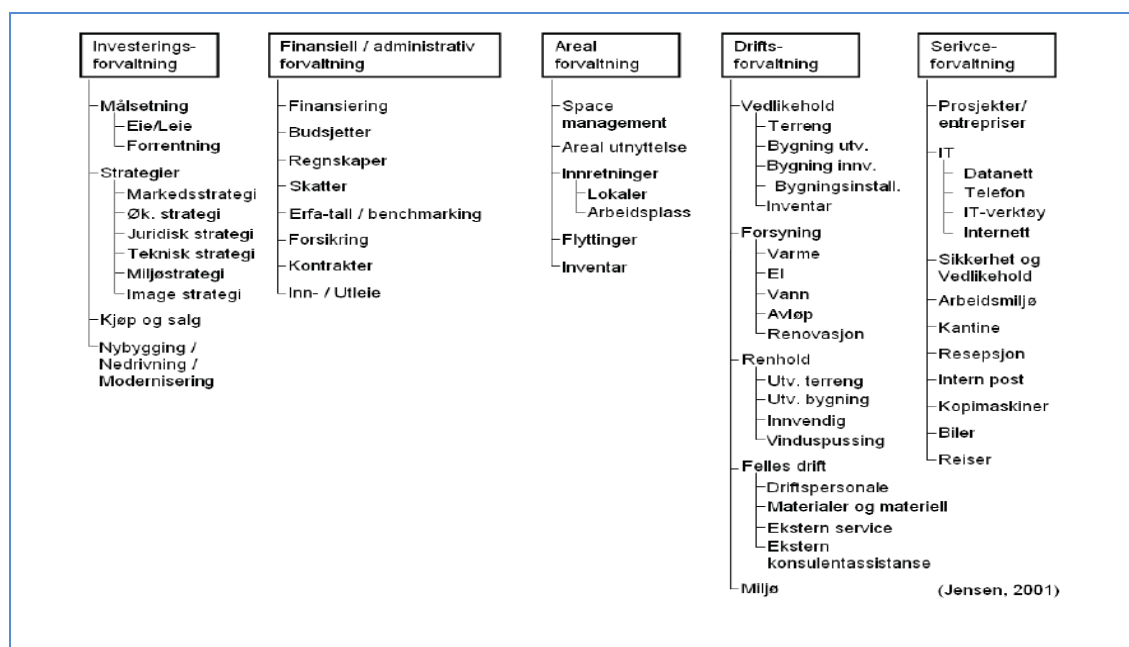 Investerings-
forvaltning
Målsetning
Eie/Leie
Forrentning
Strategier
Markedsstrategi
Øk. strategi
Juridisk strategi
Teknisk strategi
Miljøstrategi
Image strategi
Kjøp og salg
Nybygging /
Nedrivning /
Modernisering
Finansiell / administrativ
forvaltning
Finansiering
Budsjetter
Regnskaper
Skatter
Erfa-tall / benchmarking
Forsikring
Kontrakter
Inn- / Utleie
Areal
forvaltning
Space
management
Areal utnyttelse
Innretninger
Lokaler
Arbeidsplass
Flyttinger
Inventar
Drifts-
forvaltning
Vedlikehold
Terreng
Bygning utv.
Bygning innv.
Bygningsinstall.
Inventar
Forsyning
Varme
El
Vann
Avløp
Renovasjon
Renhold
Utv. terreng
Utv. bygning
Innvendig
Vinduspussing
Felles drift
Driftspersonale
Materialer og materiell
Ekstern service
Ekstern
konsulentassistanse
Miljø
Serivce-
forvaltning
Prosjekter/
entrepriser
IT
Datanett
Telefon
IT-verktøy
Internett
Sikkerhet og
Vedlikehold
Arbeidsmiljø
Kantine
Resepsjon
Intern post
Kopimaskiner
Biler
Reiser
(Jensen, 2001)